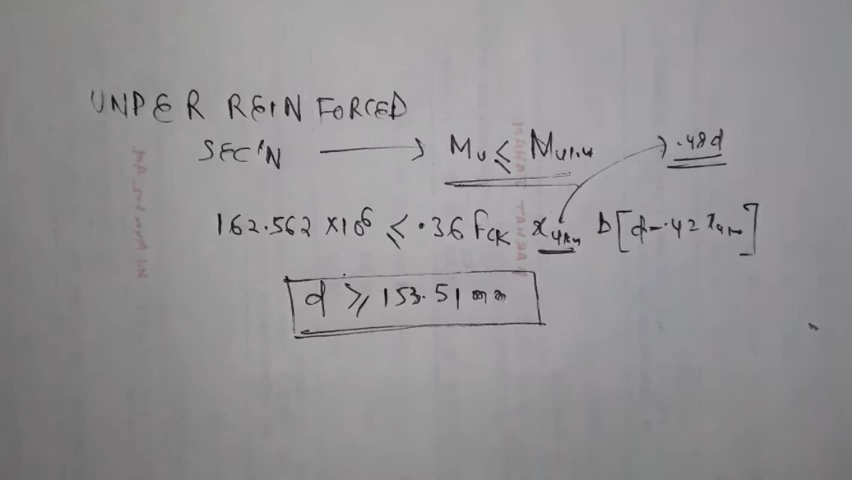 UNDER REINFORCED
SEC'N → Mu ≤ Mulim → .48d
162.562 ×10⁶ ≤ .36 Fck xulim b[d-.42 xulim]
d ≥ 153.51 mm